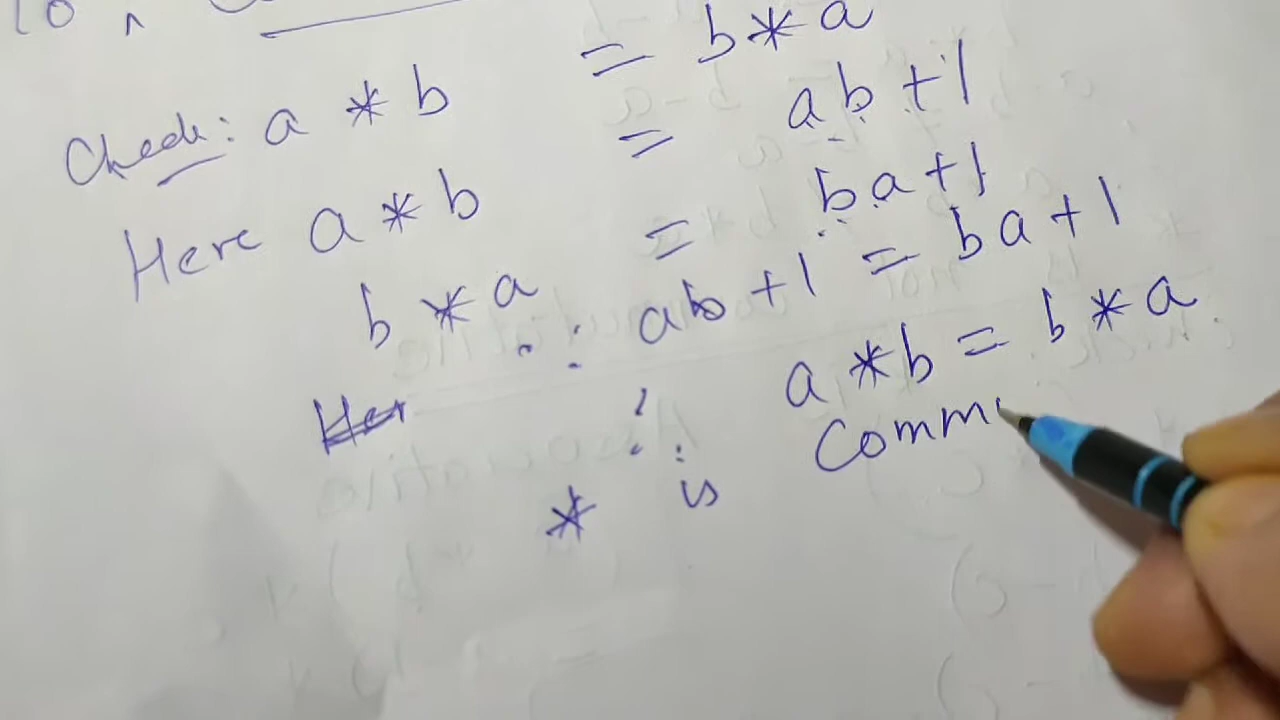 Check: a * b = b * a
Here a * b = ab + 1
b * a = ba + 1
∴ ab + 1 = ba + 1
∴ a * b = b * a
* is Comm